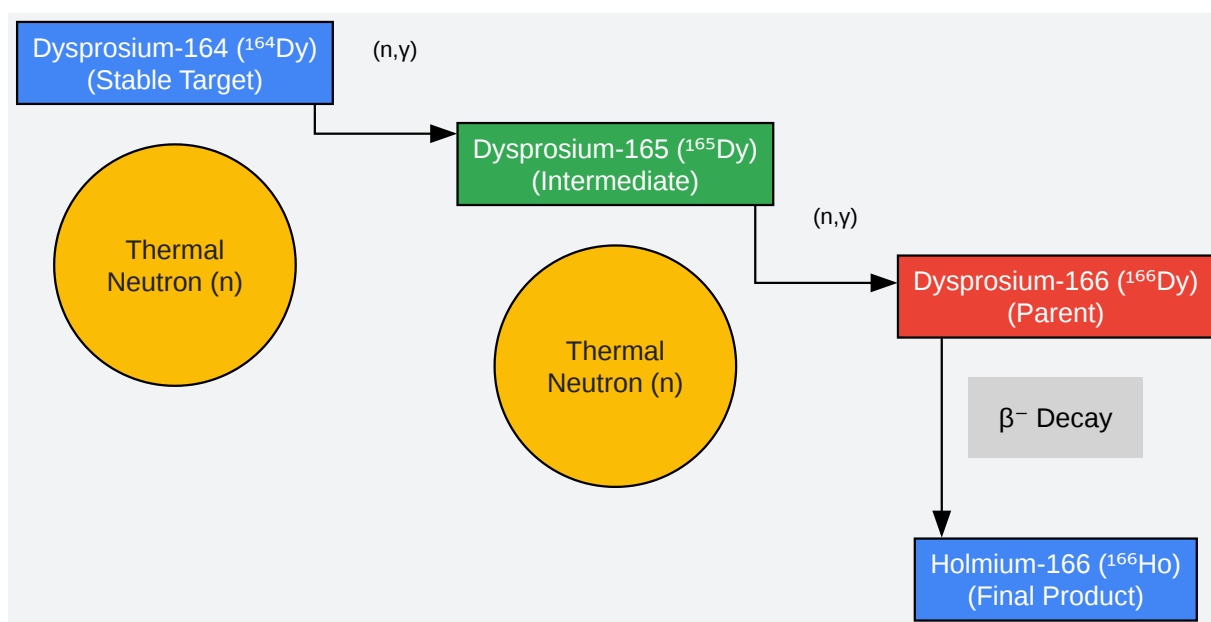 Dysprosium-164 (¹⁶⁴Dy)
(Stable Target)
(n,γ)
Dysprosium-165 (¹⁶⁵Dy)
(Intermediate)
Thermal
Neutron (n)
(n,γ)
Dysprosium-166 (¹⁶⁶Dy)
(Parent)
Thermal
Neutron (n)
β⁻ Decay
Holmium-166 (¹⁶⁶Ho)
(Final Product)